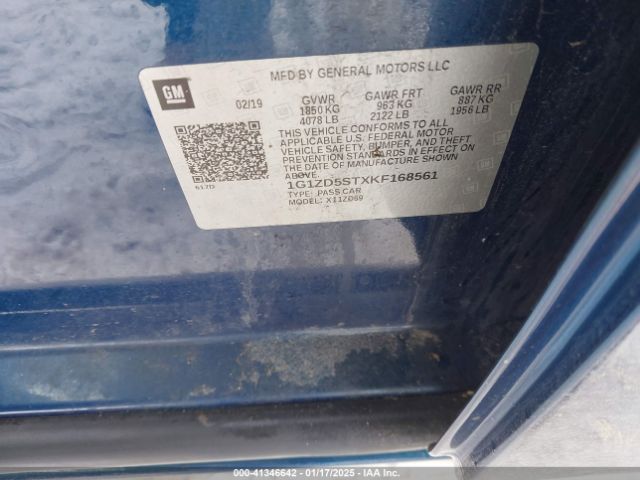 GM
MFD BY GENERAL MOTORS LLC
02/19
GVWR GAWR FRT GAWR RR
1850 KG 963 KG 887 KG
4078 LB 2122 LB 1956 LB
THIS VEHICLE CONFORMS TO ALL
APPLICABLE U.S. FEDERAL MOTOR
VEHICLE SAFETY, BUMPER, AND THEFT
PREVENTION STANDARDS IN EFFECT ON
THE DATE OF MANUFACTURE SHOWN
ABOVE.
1G1ZD5STXKF168561
TYPE: PASS CAR
MODEL: X11ZD69
000-41346642 - 01/17/2025 - IAA Inc.